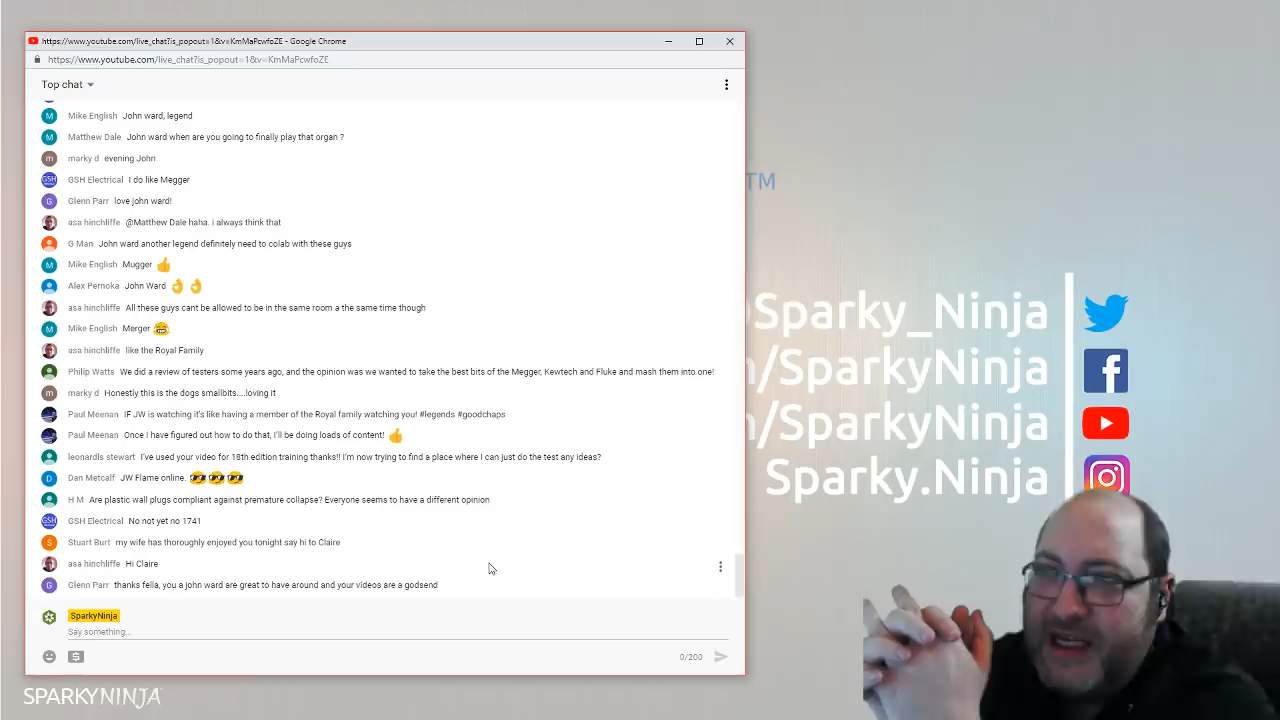 https://www.youtube.com/live_chat?is_popout=1&v=KmMaPcwfoZE - Google Chrome
https://www.youtube.com/live_chat?is_popout=1&v=KmMaPcwfoZE
Top chat
Mike English John ward, legend
Matthew Dale John ward when are you going to finally play that organ ?
marky d evening John
GSH Electrical I do like Megger
Glenn Parr love john ward!
asa hinchliffe @Matthew Dale haha. i always think that
G Man John ward another legend definitely need to colab with these guys
Mike English Mugger 👍
Alex Pernoka John Ward 👌 👌
asa hinchliffe All these guys cant be allowed to be in the same room a the same time though
Mike English Merger 😂
asa hinchliffe like the Royal Family
Philip Watts We did a review of testers some years ago, and the opinion was we wanted to take the best bits of the Megger, Kewtech and Fluke and mash them into one!
marky d Honestly this is the dogs smallbits....loving it
Paul Meenan IF JW is watching it's like having a member of the Royal family watching you! #legends #goodchaps
Paul Meenan Once I have figured out how to do that, I'll be doing loads of content! 👍
leonardls stewart I've used your video for 18th edition training thanks!! I'm now trying to find a place where I can just do the test any ideas?
Dan Metcalf JW Flame online. 😎 😎 😎
H M Are plastic wall plugs compliant against premature collapse? Everyone seems to have a different opinion
GSH Electrical No not yet no 1741
Stuart Burt my wife has thoroughly enjoyed you tonight say hi to Claire
asa hinchliffe Hi Claire
Glenn Parr thanks fella, you a john ward are great to have around and your videos are a godsend
SparkyNinja
Say something...
0/200
TM
@Sparky_Ninja
m/SparkyNinja
m/SparkyNinja
Sparky.Ninja
SPARKYNINJA